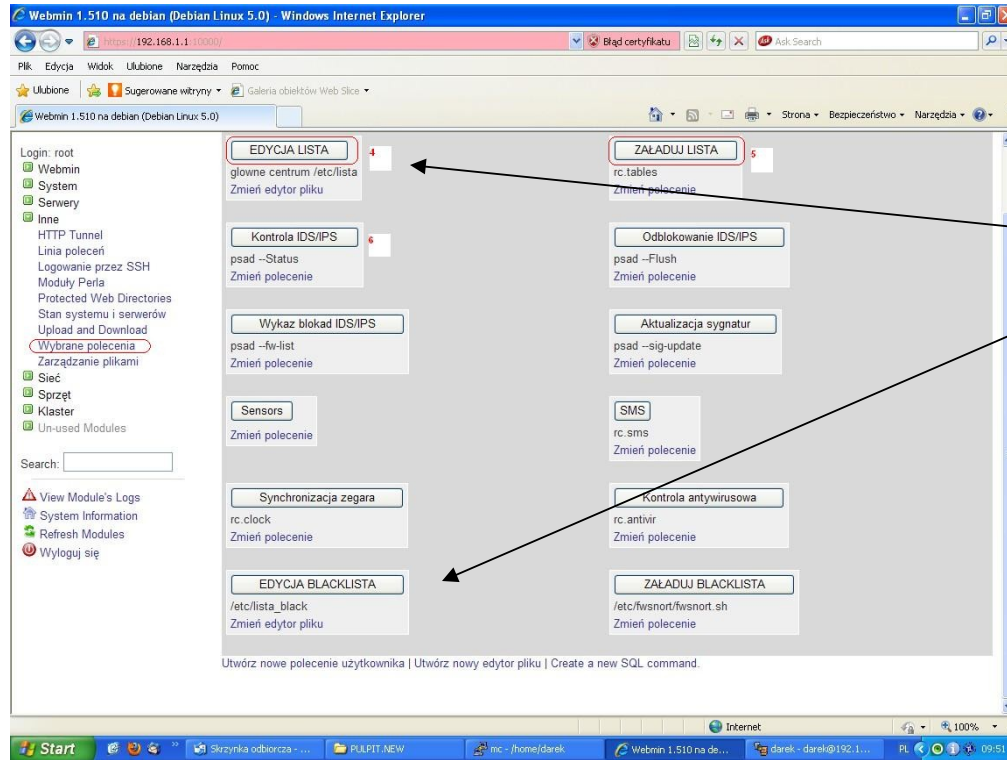 Webmin 1.510 na debian (Debian Linux 5.0) - Windows Internet Explorer
https://192.168.1.1:10000/
Błąd certyfikatu
Ask Search
Plik Edycja Widok Ulubione Narzędzia Pomoc
Ulubione Sugerowane witryny Galeria obiektów Web Slice
Webmin 1.510 na debian (Debian Linux 5.0)
Strona Bezpieczeństwo Narzędzia
Login: root
Webmin
System
Serwery
Inne
HTTP Tunnel
Linia poleceń
Logowanie przez SSH
Moduły Perla
Protected Web Directories
Stan systemu i serwerów
Upload and Download
Wybrane polecenia
Zarządzanie plikami
Sieć
Sprzęt
Klaster
Un-used Modules
Search:
View Module's Logs
System Information
Refresh Modules
Wyloguj się
EDYCJA LISTA 4
glowne centrum /etc/lista
Zmień edytor pliku
ZAŁADUJ LISTA 5
rc.tables
Zmień polecenie
Kontrola IDS/IPS 6
psad --Status
Zmień polecenie
Odblokowanie IDS/IPS
psad --Flush
Zmień polecenie
Wykaz blokad IDS/IPS
psad --fw-list
Zmień polecenie
Aktualizacja sygnatur
psad --sig-update
Zmień polecenie
Sensors
Zmień polecenie
SMS
rc.sms
Zmień polecenie
Synchronizacja zegara
rc.clock
Zmień polecenie
Kontrola antywirusowa
rc.antivir
Zmień polecenie
EDYCJA BLACKLISTA
/etc/lista_black
Zmień edytor pliku
ZAŁADUJ BLACKLISTA
/etc/fwsnort/fwsnort.sh
Zmień polecenie
Utwórz nowe polecenie użytkownika | Utwórz nowy edytor pliku | Create a new SQL command.
Internet 100%
Start Skrzynka odbiorcza - ... PULPIT.NEW mc - /home/darek Webmin 1.510 na de... darek - darek@192.1... PL 09:51